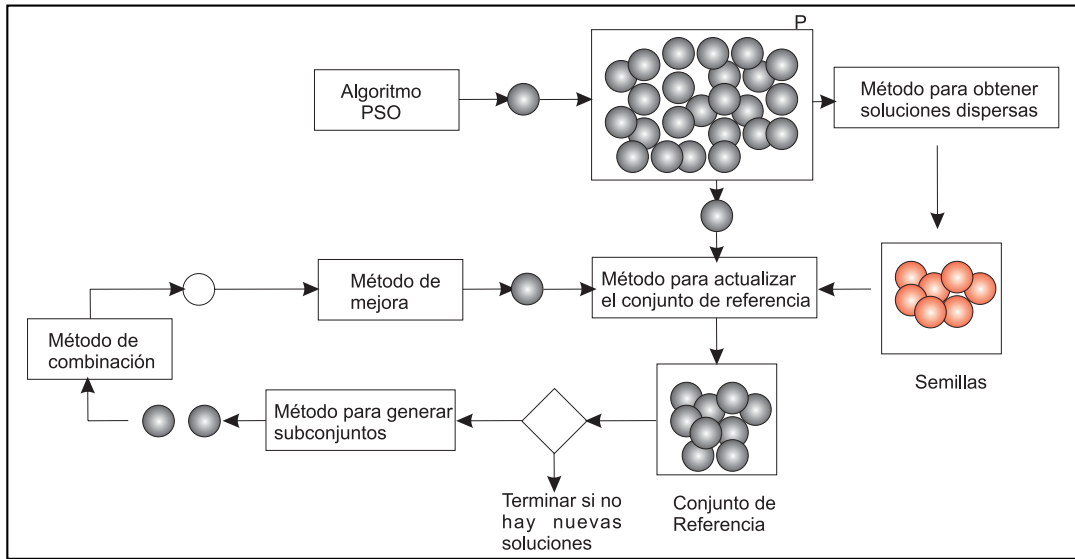 P
Algoritmo
PSO
Método para obtener
soluciones dispersas
Método de
mejora
Método para actualizar
el conjunto de referencia
Método de
combinación
Semillas
Método para generar
subconjuntos
Terminar si no
hay nuevas
soluciones
Conjunto de
Referencia